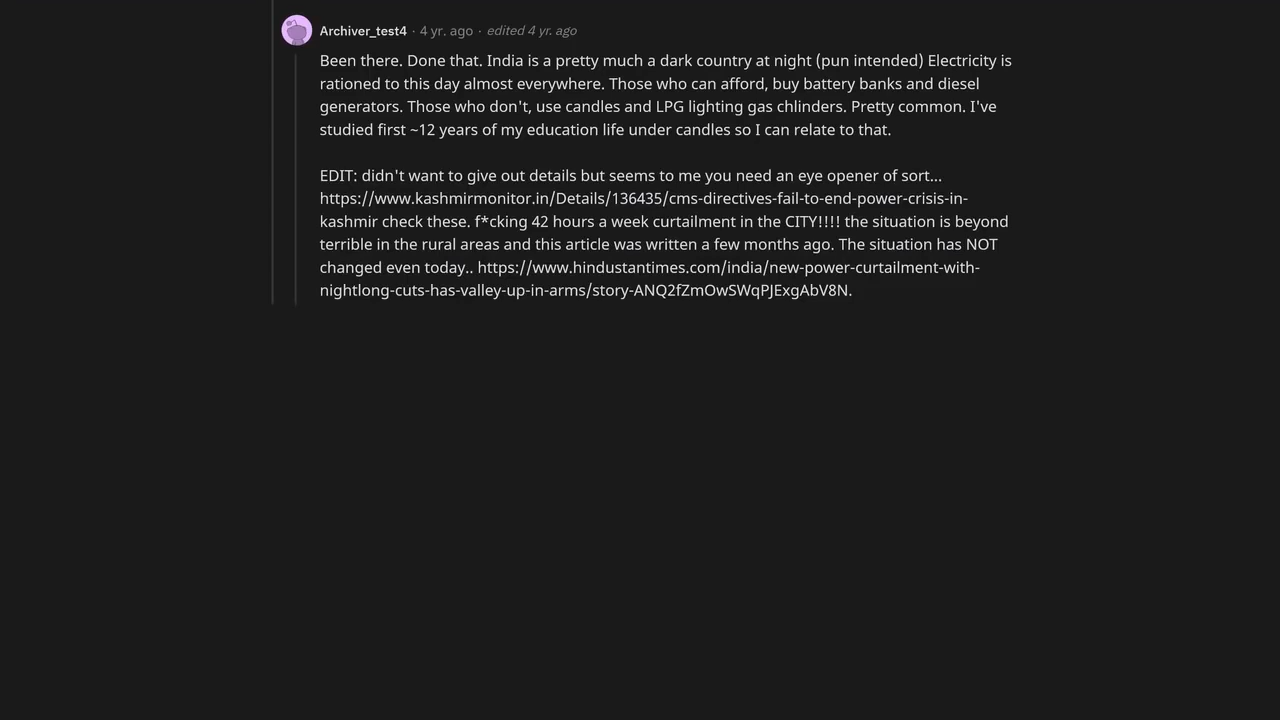 Archiver_test4 · 4 yr. ago · edited 4 yr. ago
Been there. Done that. India is a pretty much a dark country at night (pun intended) Electricity is
rationed to this day almost everywhere. Those who can afford, buy battery banks and diesel
generators. Those who don't, use candles and LPG lighting gas chlinders. Pretty common. I've
studied first ~12 years of my education life under candles so I can relate to that.
EDIT: didn't want to give out details but seems to me you need an eye opener of sort...
https://www.kashmirmonitor.in/Details/136435/cms-directives-fail-to-end-power-crisis-in-
kashmir check these. f*cking 42 hours a week curtailment in the CITY!!!! the situation is beyond
terrible in the rural areas and this article was written a few months ago. The situation has NOT
changed even today.. https://www.hindustantimes.com/india/new-power-curtailment-with-
nightlong-cuts-has-valley-up-in-arms/story-ANQ2fZmOwSWqPJExgAbV8N.